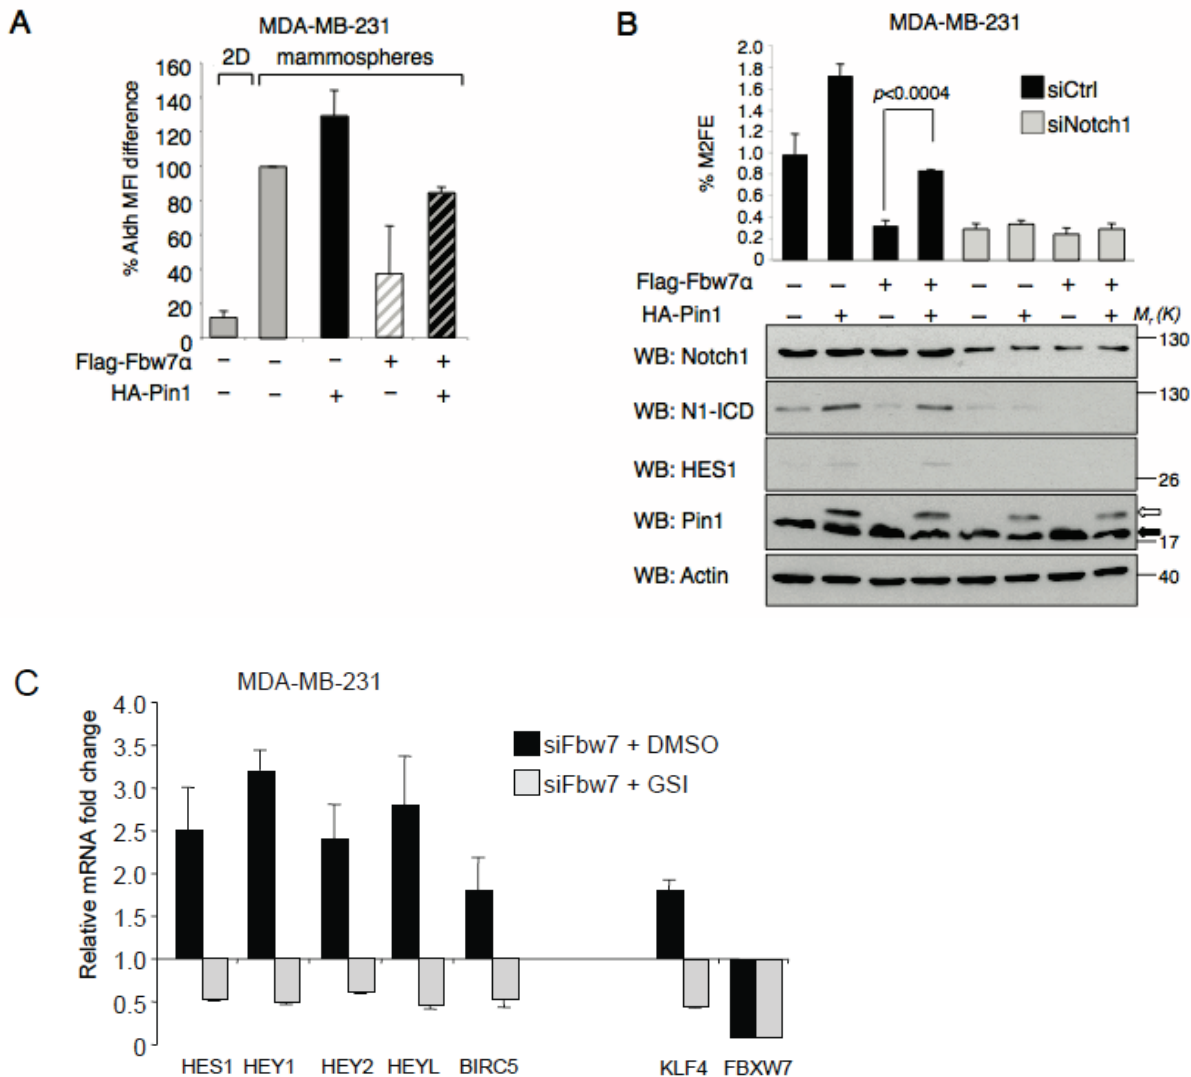 A
MDA-MB-231
2D mammospheres
% Aldh MFI difference
160
140
120
100
80
60
40
20
0
Flag-Fbw7α – – – + +
HA-Pin1 – – + – +
B
MDA-MB-231
% M2FE
2.0
1.8
1.6
1.4
1.2
1.0
0.8
0.6
0.4
0.2
0
p<0.0004
siCtrl
siNotch1
Flag-Fbw7α – – + + – – + +
HA-Pin1 – + – + – + – + Mr (K)
WB: Notch1 130
WB: N1-ICD 130
WB: HES1 26
WB: Pin1 17
WB: Actin 40
C
MDA-MB-231
Relative mRNA fold change
4.0
3.5
3.0
2.5
2.0
1.5
1.0
0.5
0
siFbw7 + DMSO
siFbw7 + GSI
HES1 HEY1 HEY2 HEYL BIRC5 KLF4 FBXW7